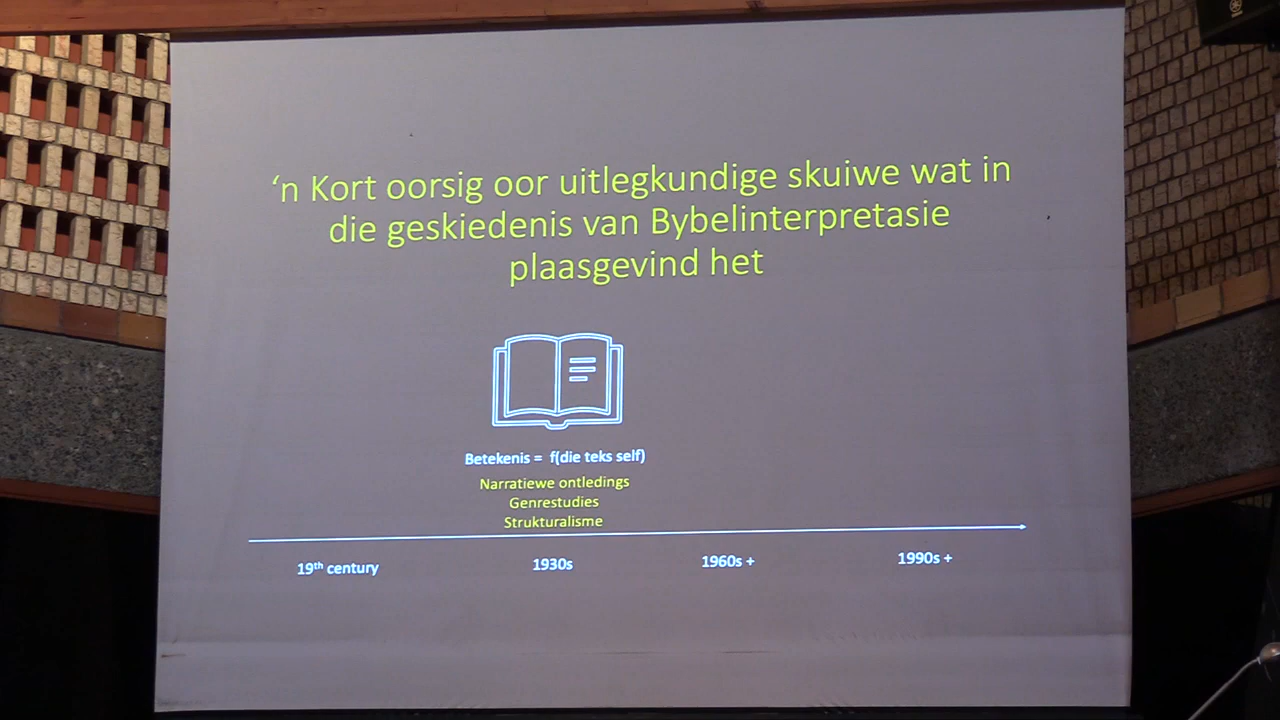 ‘n Kort oorsig oor uitlegkundige skuiwe wat in
die geskiedenis van Bybelinterpretasie
plaasgevind het
Betekenis = f(die teks self)
Narratiewe ontledings
Genrestudies
Strukturalisme
19th century
1930s
1960s +
1990s +